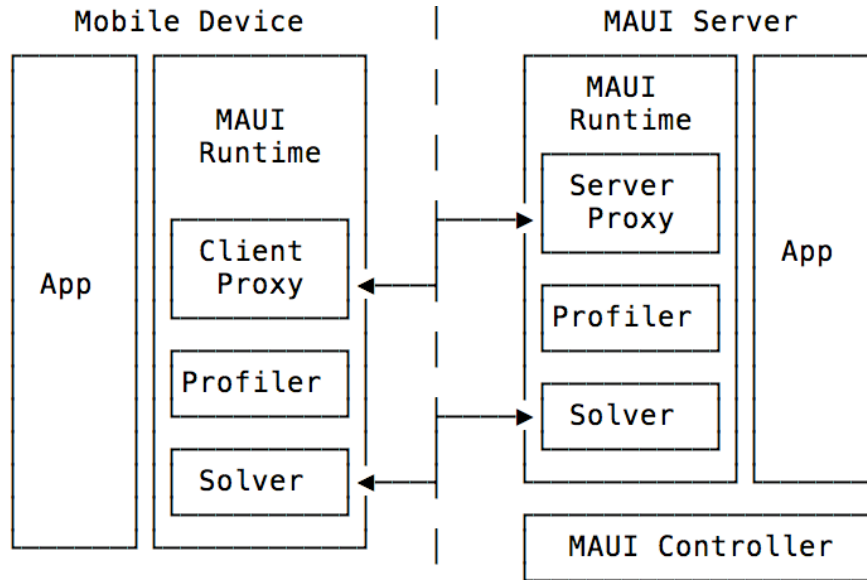 Mobile Device
App
MAUI
Runtime
Client
Proxy
Profiler
Solver
MAUI Server
MAUI
Runtime
Server
Proxy
Profiler
Solver
App
MAUI Controller